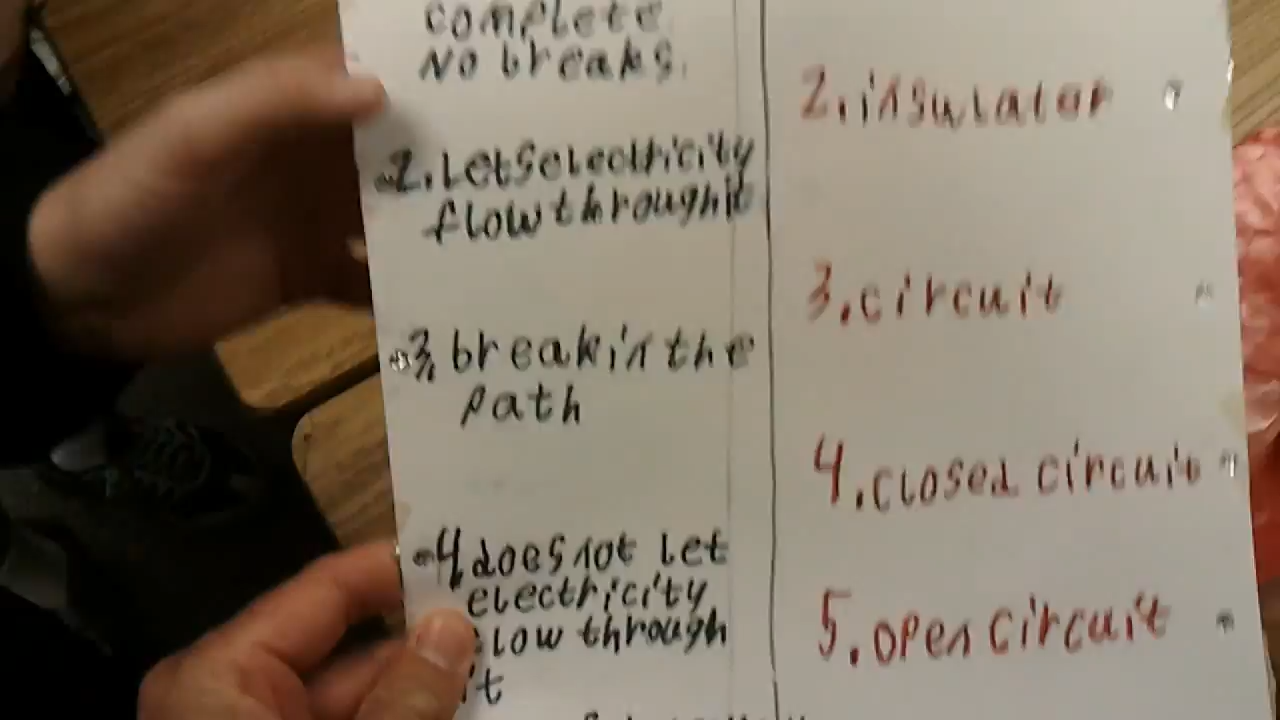 complete
No breaks.
2. Lets electricity
flow through it
3. break in the
path
4. does not let
electricity
flow through
it
2. insulator
3. circuit
4. closed circuit
5. open circuit